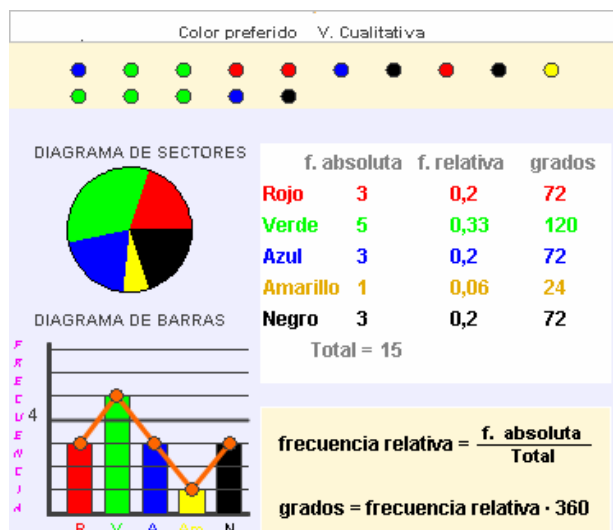 Color preferido V. Cualitativa
DIAGRAMA DE SECTORES
f. absoluta f. relativa grados
Rojo 3 0,2 72
Verde 5 0,33 120
Azul 3 0,2 72
Amarillo 1 0,06 24
Negro 3 0,2 72
Total = 15
DIAGRAMA DE BARRAS
FRECUENCIA
4
R V A Am N
frecuencia relativa = f. absoluta
Total
grados = frecuencia relativa · 360